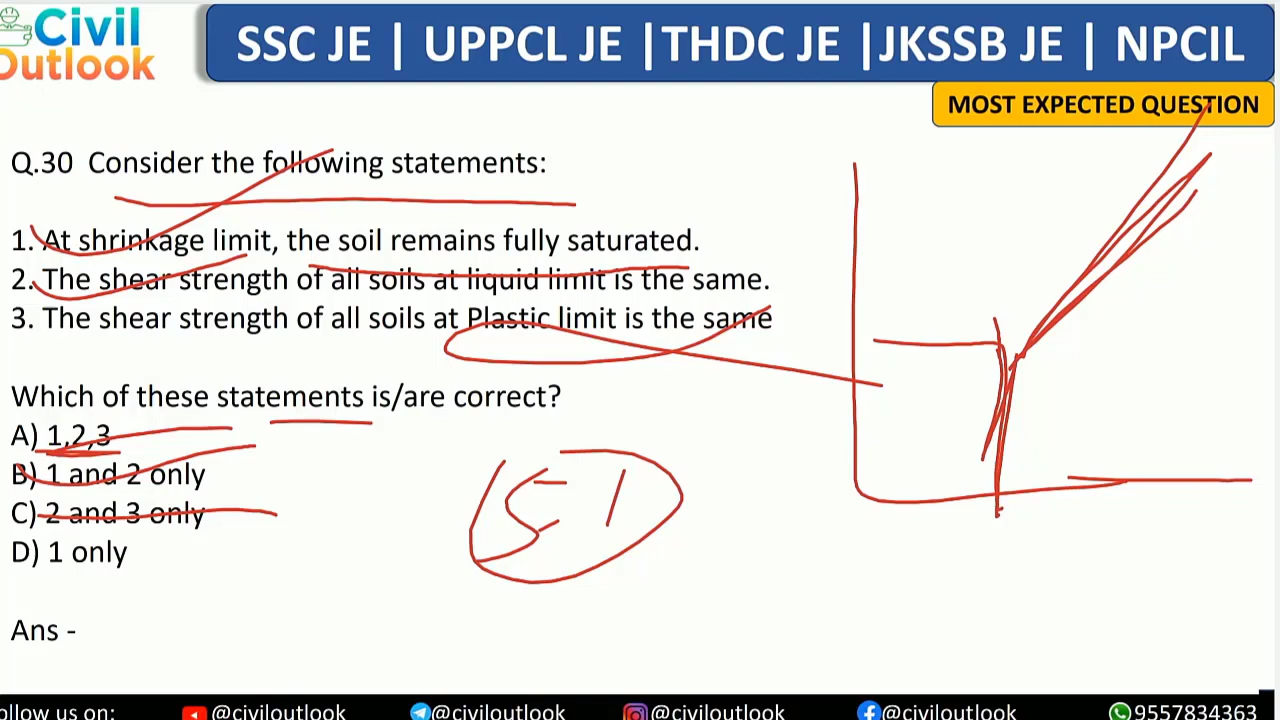 Civil
Outlook
SSC JE | UPPCL JE |THDC JE |JKSSB JE | NPCIL
MOST EXPECTED QUESTION
Q.30 Consider the following statements:
1. At shrinkage limit, the soil remains fully saturated.
2. The shear strength of all soils at liquid limit is the same.
3. The shear strength of all soils at Plastic limit is the same
Which of these statements is/are correct?
A) 1,2,3
B) 1 and 2 only
C) 2 and 3 only
D) 1 only
Ans -
ollow us on: @civiloutlook @civiloutlook @civiloutlook @civiloutlook 9557834363